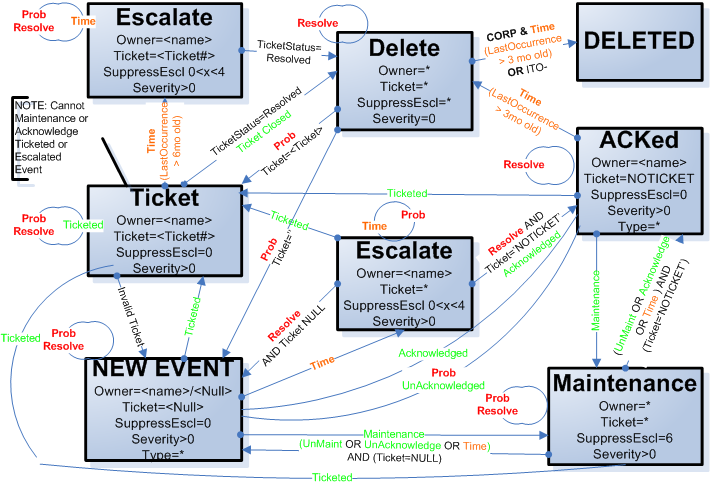 Prob
Resolve
Time
Escalate
Owner=<name>
Ticket=<Ticket#>
SuppressEscl 0<x<4
Severity>0
TicketStatus=
Resolved
Resolve
Delete
Owner=*
Ticket=*
SuppressEscl=*
Severity=0
CORP & Time
(LastOccurrence
> 3 mo old)
OR ITO-
DELETED
NOTE: Cannot
Maintenance or
Acknowledge
Ticketed or
Escalated
Event
Time
(LastOccurrence
> 6mo old)
TicketStatus=Resolved
Ticket Closed
Prob
Ticket=<Ticket>
Time
(LastOccurrence
> 3mo old)
Resolve
ACKed
Owner=<name>
Ticket=NOTICKET
SuppressEscl=0
Severity>0
Type=*
Prob
Resolve
Ticketed
Ticket
Owner=<name>
Ticket=<Ticket#>
SuppressEscl=0
Severity>0
Ticketed
Ticketed
Time
Prob
Prob
Ticket=''
Escalate
Owner=<name>
Ticket=*
SuppressEscl 0<x<4
Severity>0
Resolve AND
Ticket='NOTICKET'
Acknowledged
Invalid Ticket
Ticketed
Ticketed
Resolve
AND Ticket NULL
Time
Maintenance
(UnMaint OR Acknowledge
OR Time ) AND
(Ticket='NOTICKET')
Prob
Resolve
NEW EVENT
Owner=<name>/<Null>
Ticket=<Null>
SuppressEscl=0
Severity>0
Type=*
Acknowledged
Prob
UnAcknowledged
Prob
Resolve
Maintenance
Owner=*
Ticket=*
SuppressEscl=6
Severity>0
Maintenance
(UnMaint OR UnAcknowledge OR Time)
AND (Ticket=NULL)
Ticketed